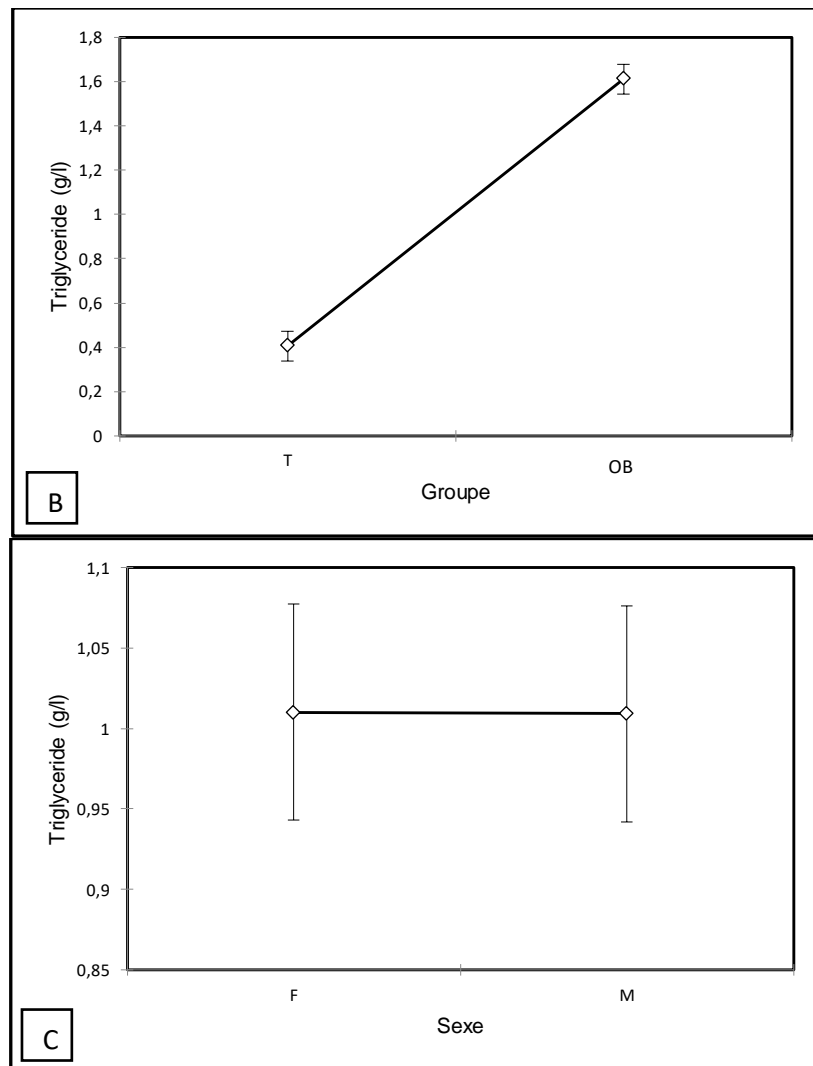 1,8
1,6
1,4
1,2
1
0,8
0,6
0,4
0,2
0
Triglyceride (g/l)
T OB
Groupe
B
1,1
1,05
1
0,95
0,9
0,85
Triglyceride (g/l)
F M
Sexe
C